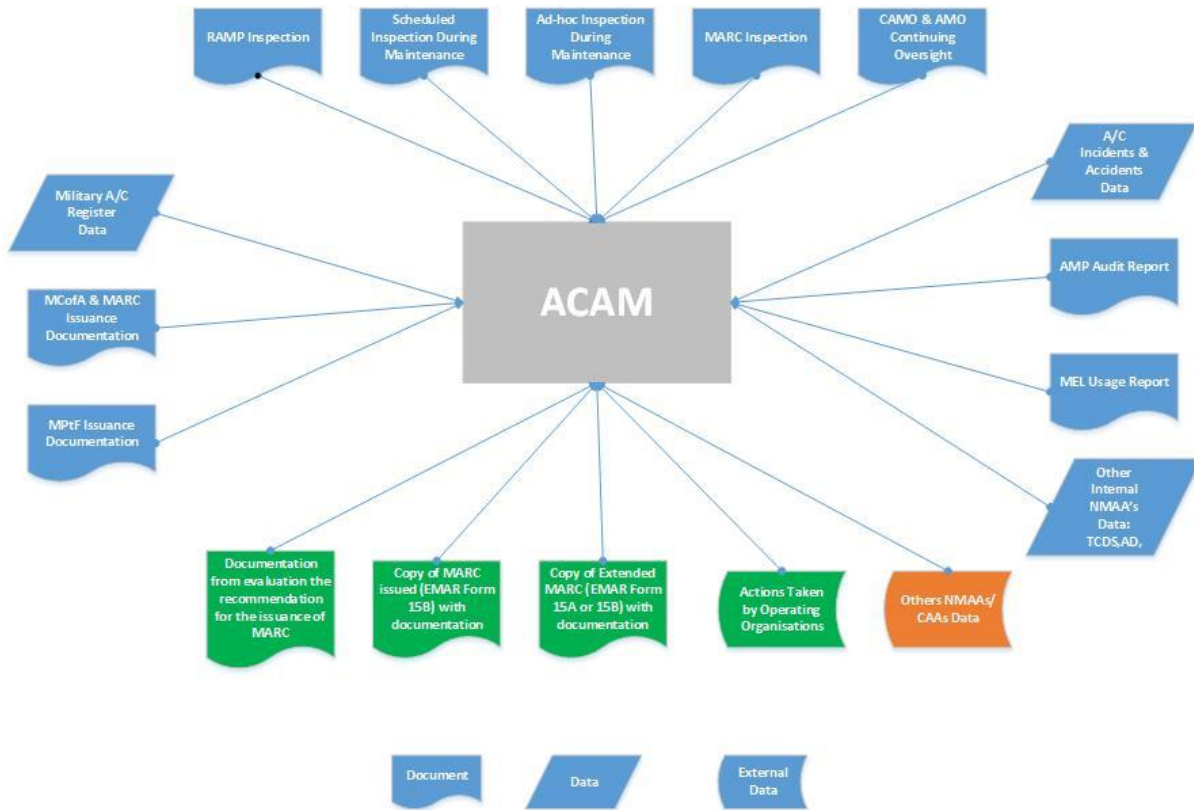 RAMP Inspection
Scheduled
Inspection During
Maintenance
Ad-hoc Inspection
During
Maintenance
MARC Inspection
CAMO & AMO
Continuing
Oversight
Military A/C
Register
Data
MCofA & MARC
Issuance
Documentation
MPtF Issuance
Documentation
ACAM
A/C
Incidents &
Accidents
Data
AMP Audit Report
MEL Usage Report
Other
Internal
NMAA's
Data:
TCDS,AD,
Documentation
from evaluation the
recommendation
for the issuance of
MARC
Copy of MARC
issued (EMAR Form
15B) with
documentation
Copy of Extended
MARC (EMAR Form
15A or 15B) with
documentation
Actions Taken
by Operating
Organisations
Others NMAAs/
CAAs Data
Document
Data
External
Data